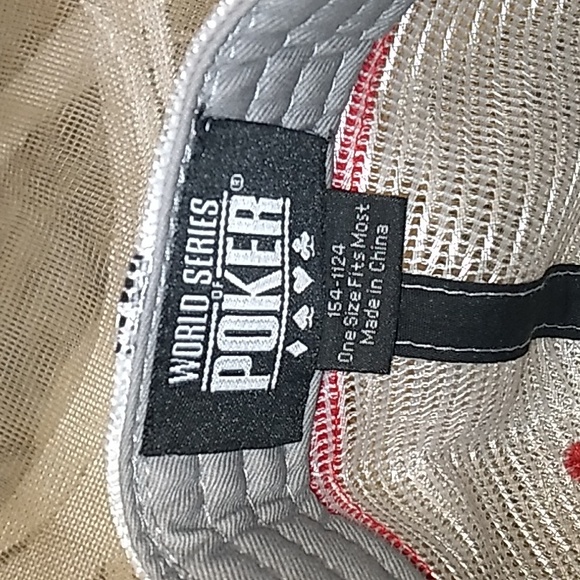 WORLD SERIES
OF
POKER®
154-1124
One Size Fits Most
Made in China